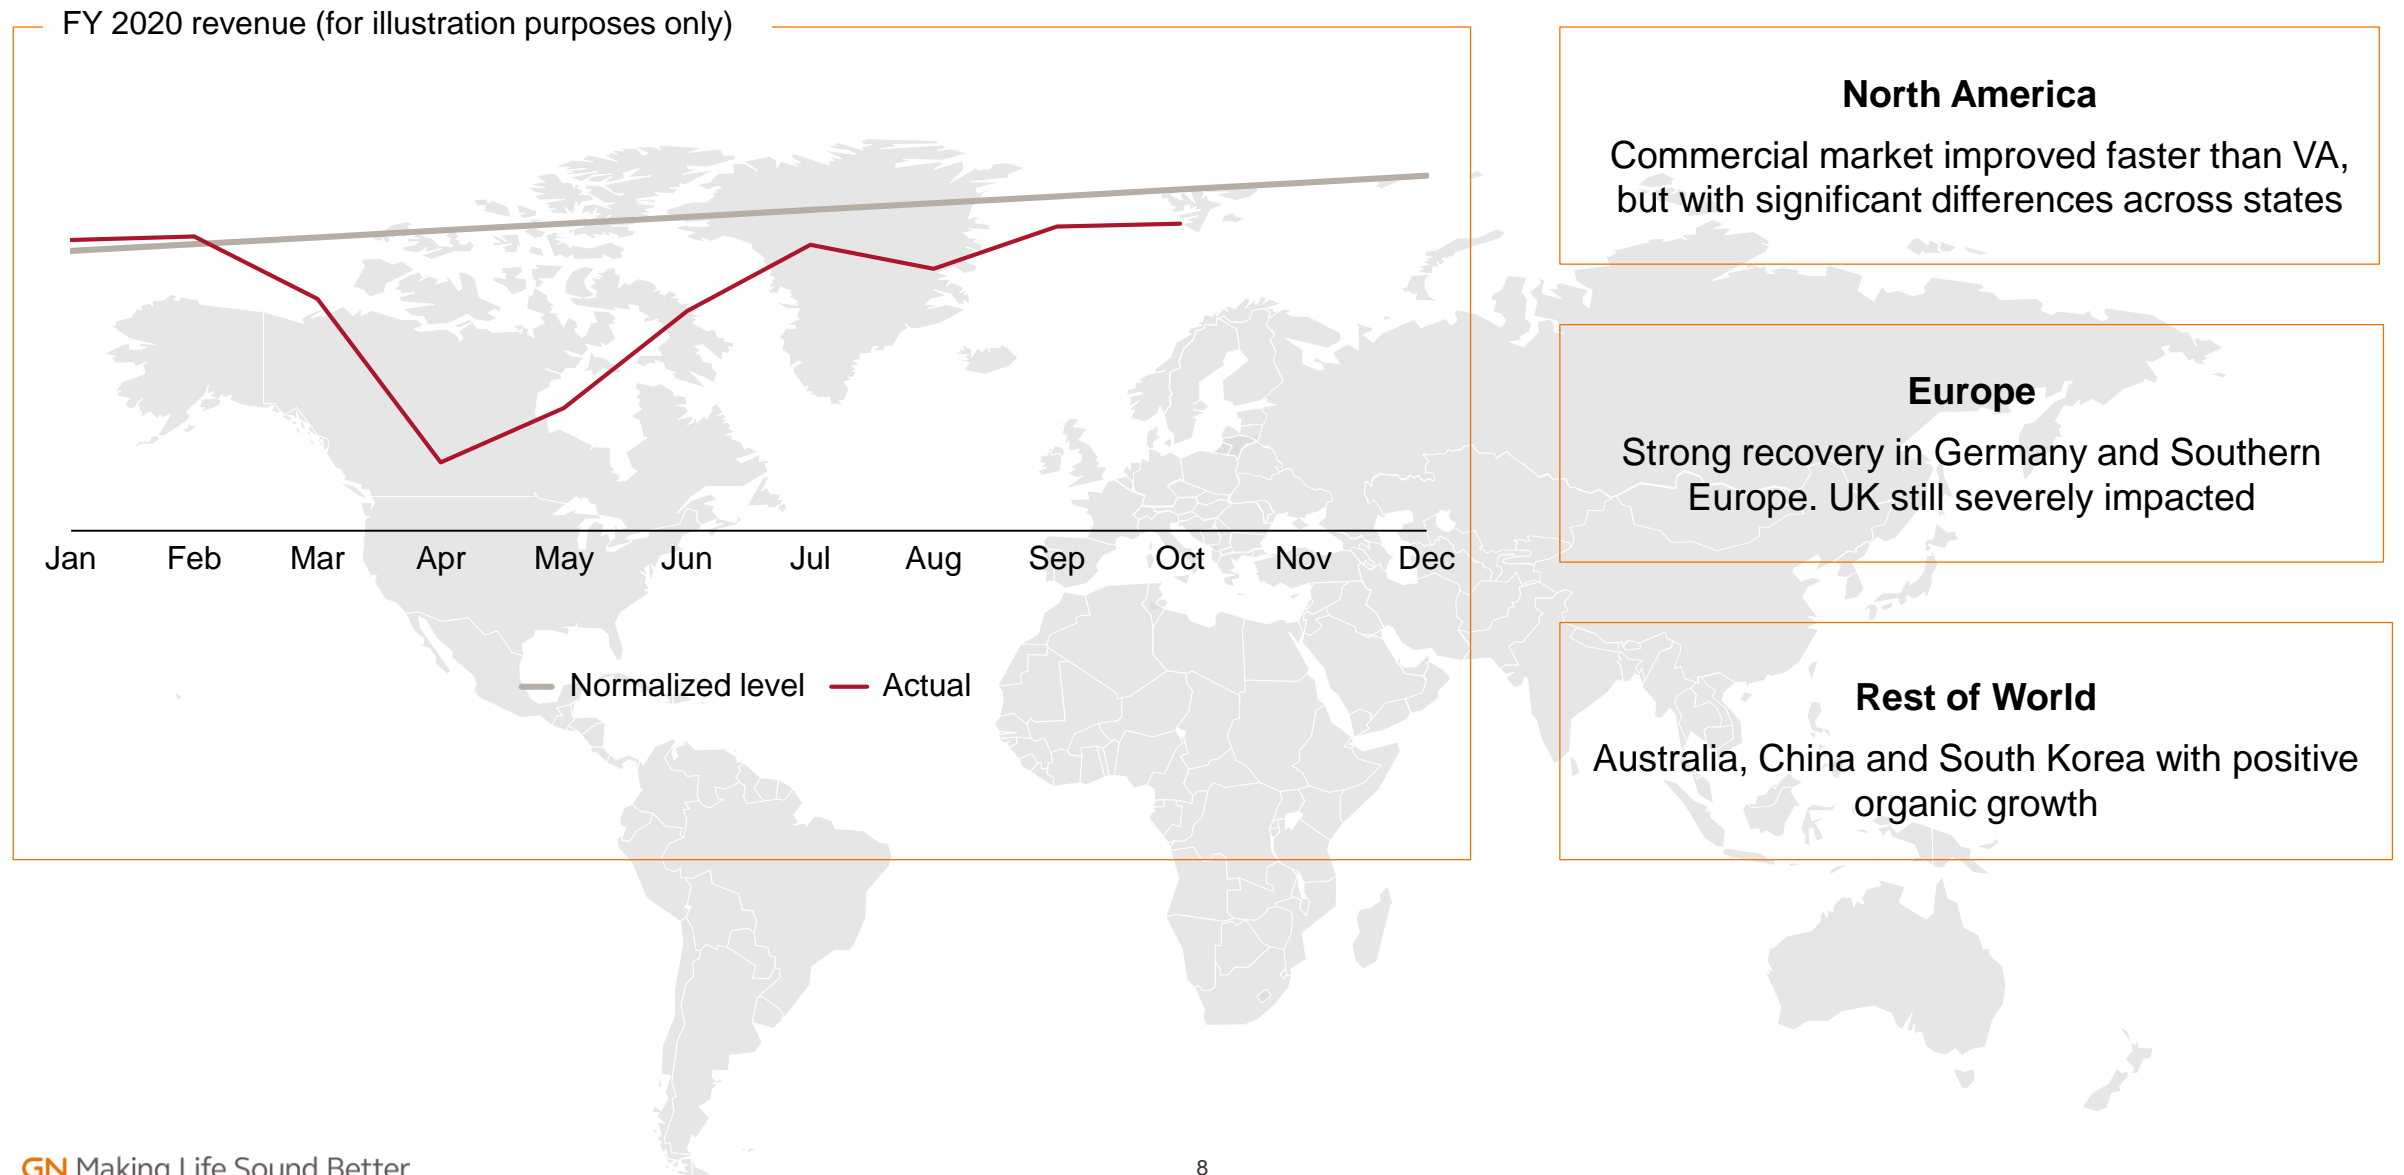 FY 2020 revenue (for illustration purposes only)
Jan Feb Mar Apr May Jun Jul Aug Sep Oct Nov Dec
Normalized level Actual
North America
Commercial market improved faster than VA,
but with significant differences across states
Europe
Strong recovery in Germany and Southern
Europe. UK still severely impacted
Rest of World
Australia, China and South Korea with positive
organic growth
GN Making Life Sound Better
8